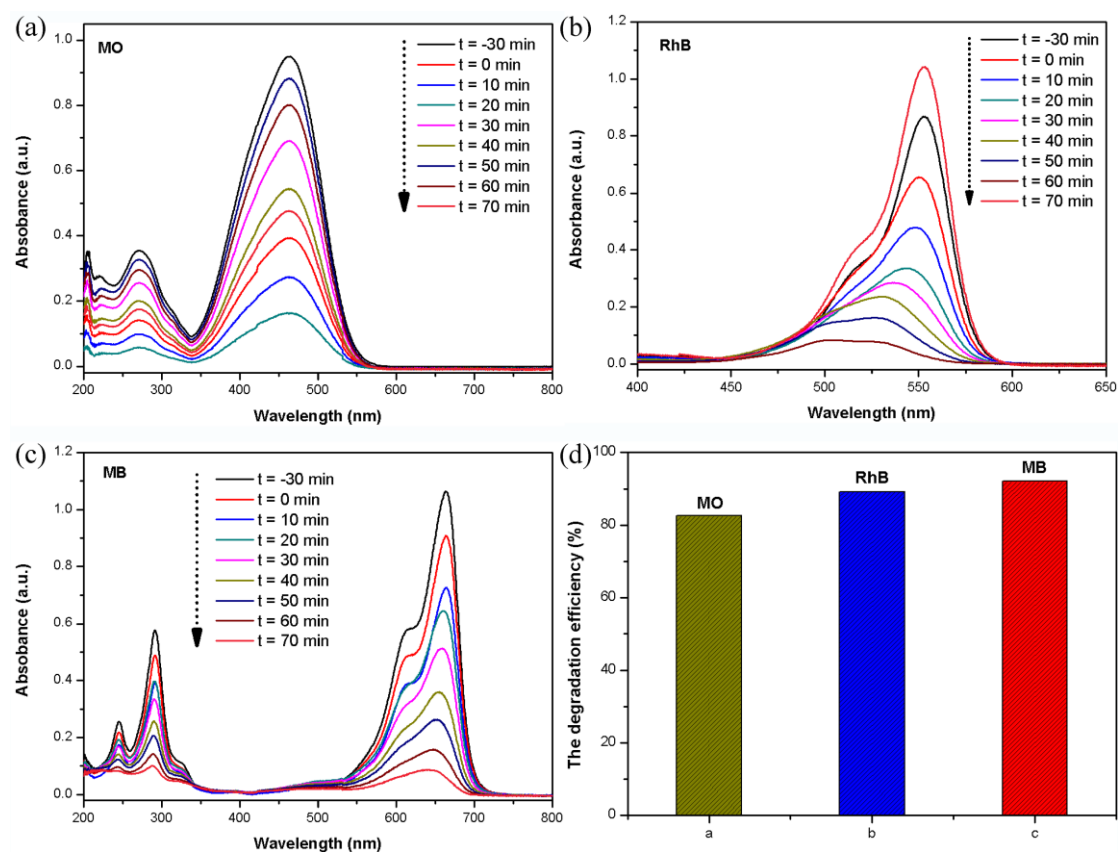 (a)
MO
t = -30 min
t = 0 min
t = 10 min
t = 20 min
t = 30 min
t = 40 min
t = 50 min
t = 60 min
t = 70 min
1.0
0.8
0.6
0.4
0.2
0.0
Absobance (a.u.)
200 300 400 500 600 700 800
Wavelength (nm)
(b)
RhB
t = -30 min
t = 0 min
t = 10 min
t = 20 min
t = 30 min
t = 40 min
t = 50 min
t = 60 min
t = 70 min
1.2
1.0
0.8
0.6
0.4
0.2
0.0
Absorbance (a.u.)
400 450 500 550 600 650
Wavelength (nm)
(c)
MB
t = -30 min
t = 0 min
t = 10 min
t = 20 min
t = 30 min
t = 40 min
t = 50 min
t = 60 min
t = 70 min
1.2
1.0
0.8
0.6
0.4
0.2
0.0
Absobance (a.u.)
200 300 400 500 600 700 800
Wavelength (nm)
(d)
MO
RhB
MB
100
80
60
40
20
0
The degradation efficiency (%)
a b c